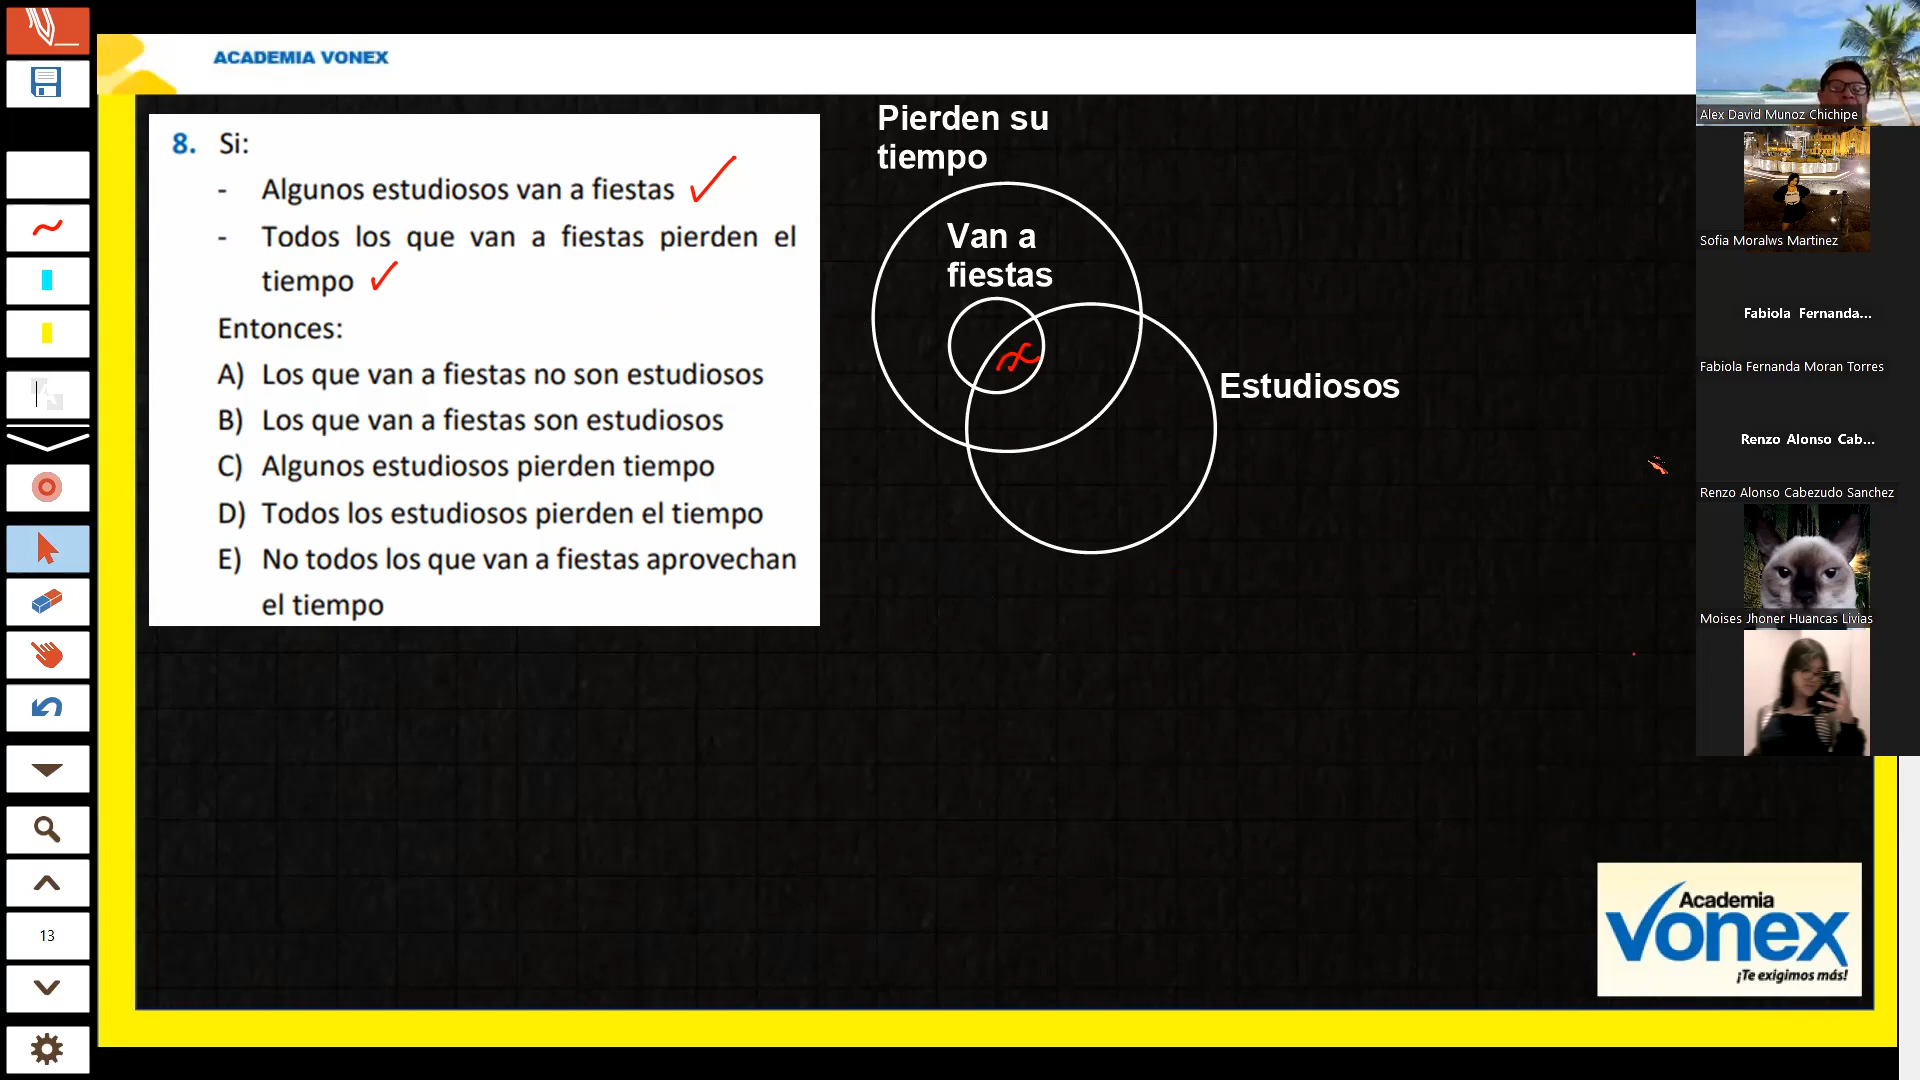 ACADEMIA VONEX
8. Si:
- Algunos estudiosos van a fiestas
- Todos los que van a fiestas pierden el
tiempo
Entonces:
A) Los que van a fiestas no son estudiosos
B) Los que van a fiestas son estudiosos
C) Algunos estudiosos pierden tiempo
D) Todos los estudiosos pierden el tiempo
E) No todos los que van a fiestas aprovechan
el tiempo
Pierden su
tiempo
Van a
fiestas
Estudiosos
Alex David Munoz Chichipe
Sofia Moralws Martinez
Fabiola Fernanda...
Fabiola Fernanda Moran Torres
Renzo Alonso Cab...
Renzo Alonso Cabezudo Sanchez
Moises Jhoner Huancas Livias
13
Academia
vonex
¡Te exigimos más!